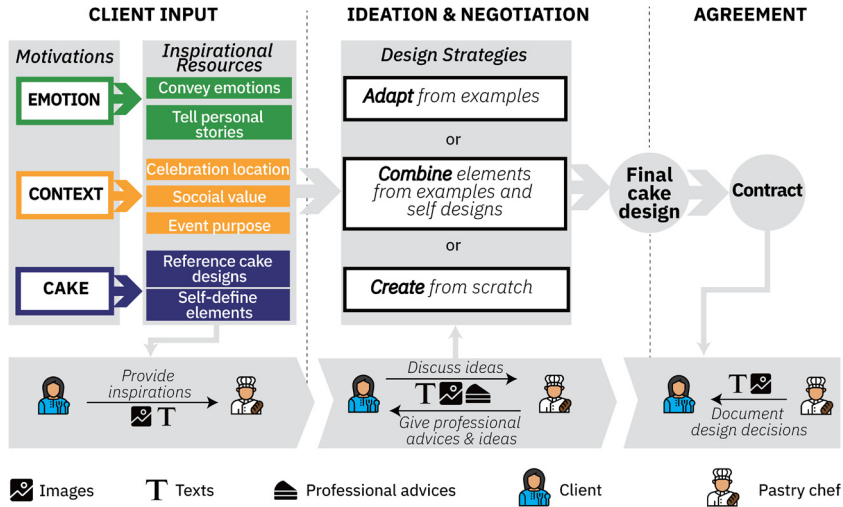 CLIENT INPUT
IDEATION & NEGOTIATION
AGREEMENT
Motivations
Inspirational
Resources
Design Strategies
EMOTION
Convey emotions
Tell personal
stories
CONTEXT
Celebration location
Socoial value
Event purpose
CAKE
Reference cake
designs
Self-define
elements
Adapt from examples
or
Combine elements
from examples and
self designs
or
Create from scratch
Final
cake
design
Contract
Provide
inspirations
T
Discuss ideas
T
Give professional
advices & ideas
T
Document
design decisions
Images
T Texts
Professional advices
Client
Pastry chef